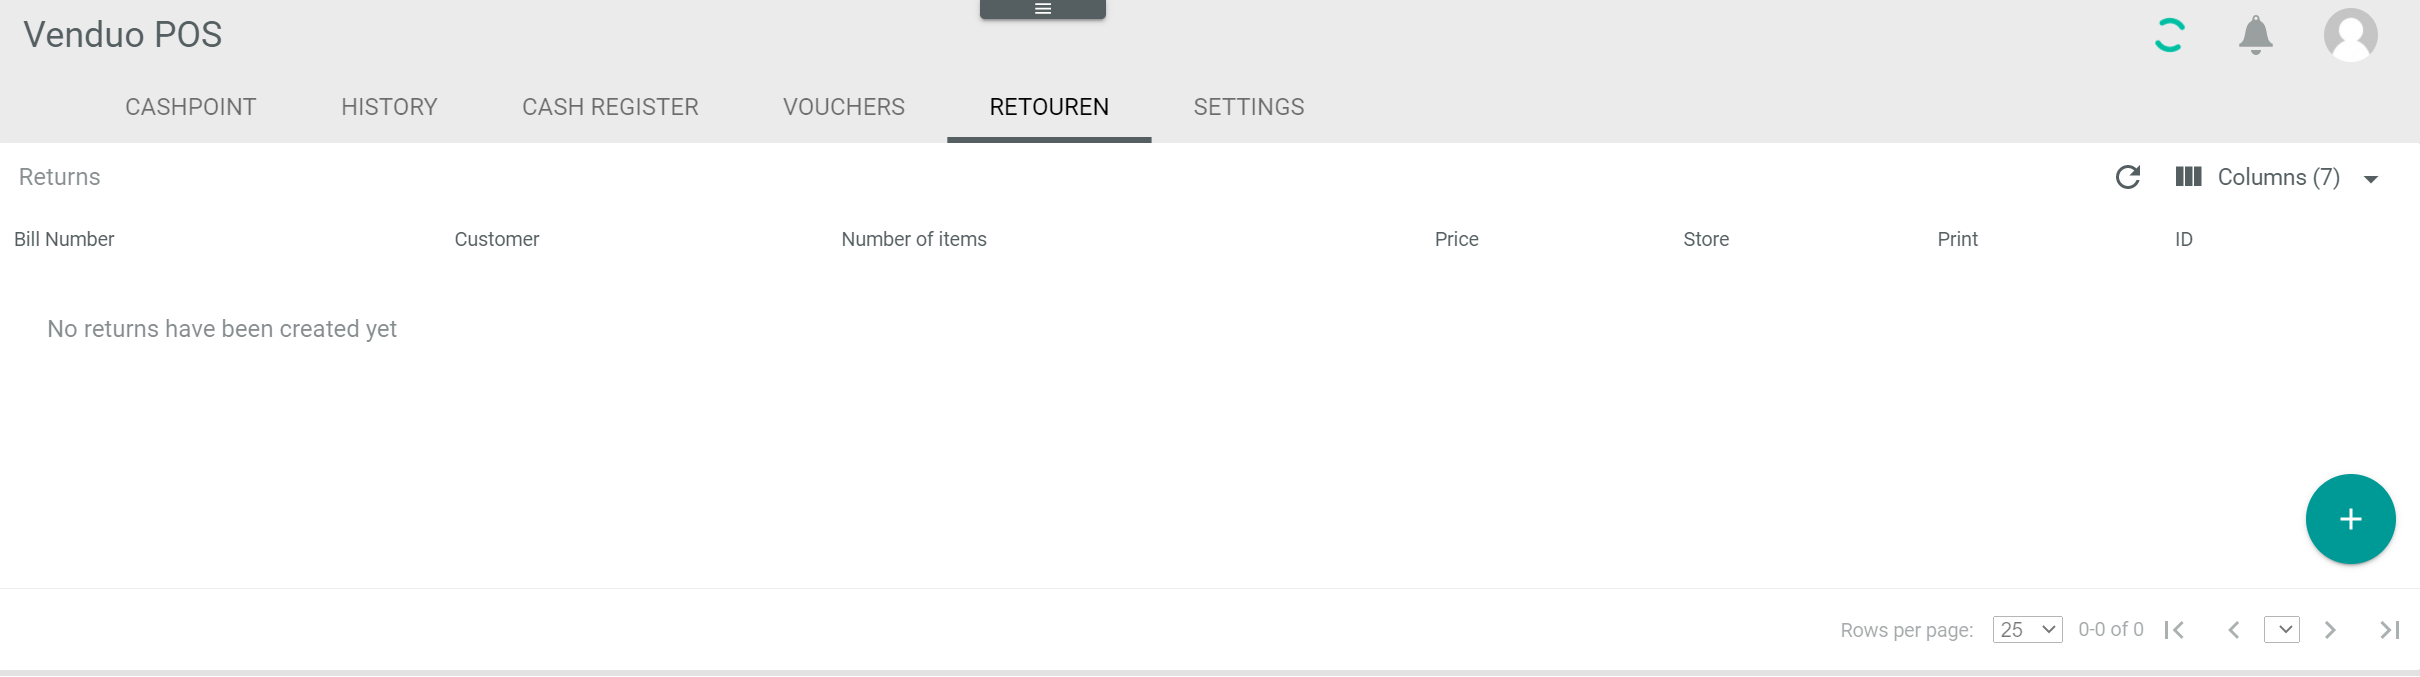 Venduo POS
CASHPOINT HISTORY CASH REGISTER VOUCHERS RETOUREN SETTINGS
Returns Columns (7)
Bill Number Customer Number of items Price Store Print ID
No returns have been created yet
Rows per page: 25 0-0 of 0